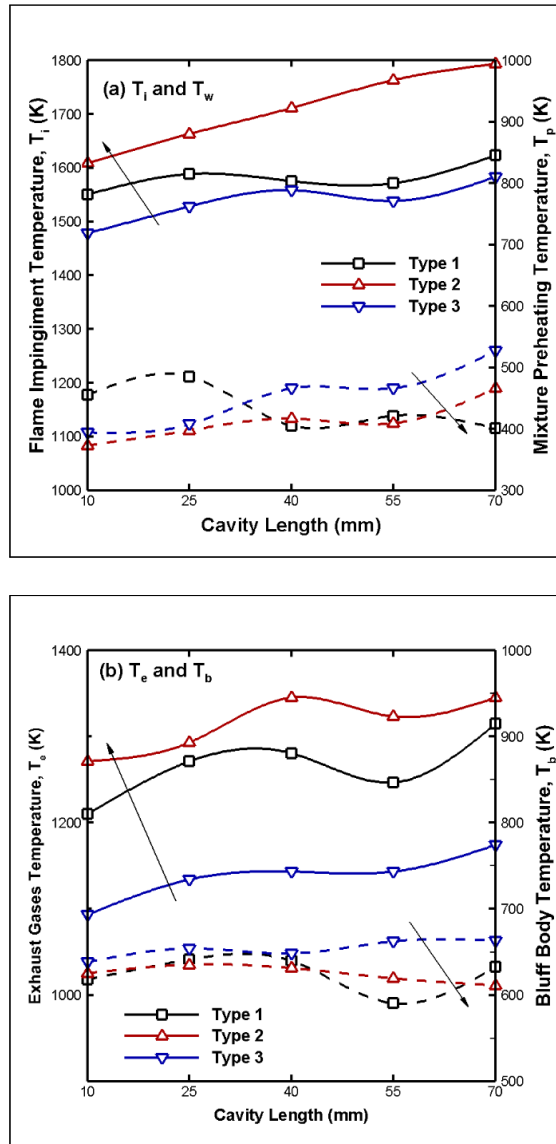 (a) T_i and T_w
Flame Impingiment Temperature, T_i (K)
1800
1700
1600
1500
1400
1300
1200
1100
1000
Mixture Preheating Temperature, T_p (K)
1000
900
800
700
600
500
400
300
Type 1
Type 2
Type 3
10 25 40 55 70
Cavity Length (mm)
(b) T_e and T_b
Exhaust Gases Temperature, T_e (K)
1400
1200
1000
Bluff Body Temperature, T_b (K)
1000
900
800
700
600
500
Type 1
Type 2
Type 3
10 25 40 55 70
Cavity Length (mm)